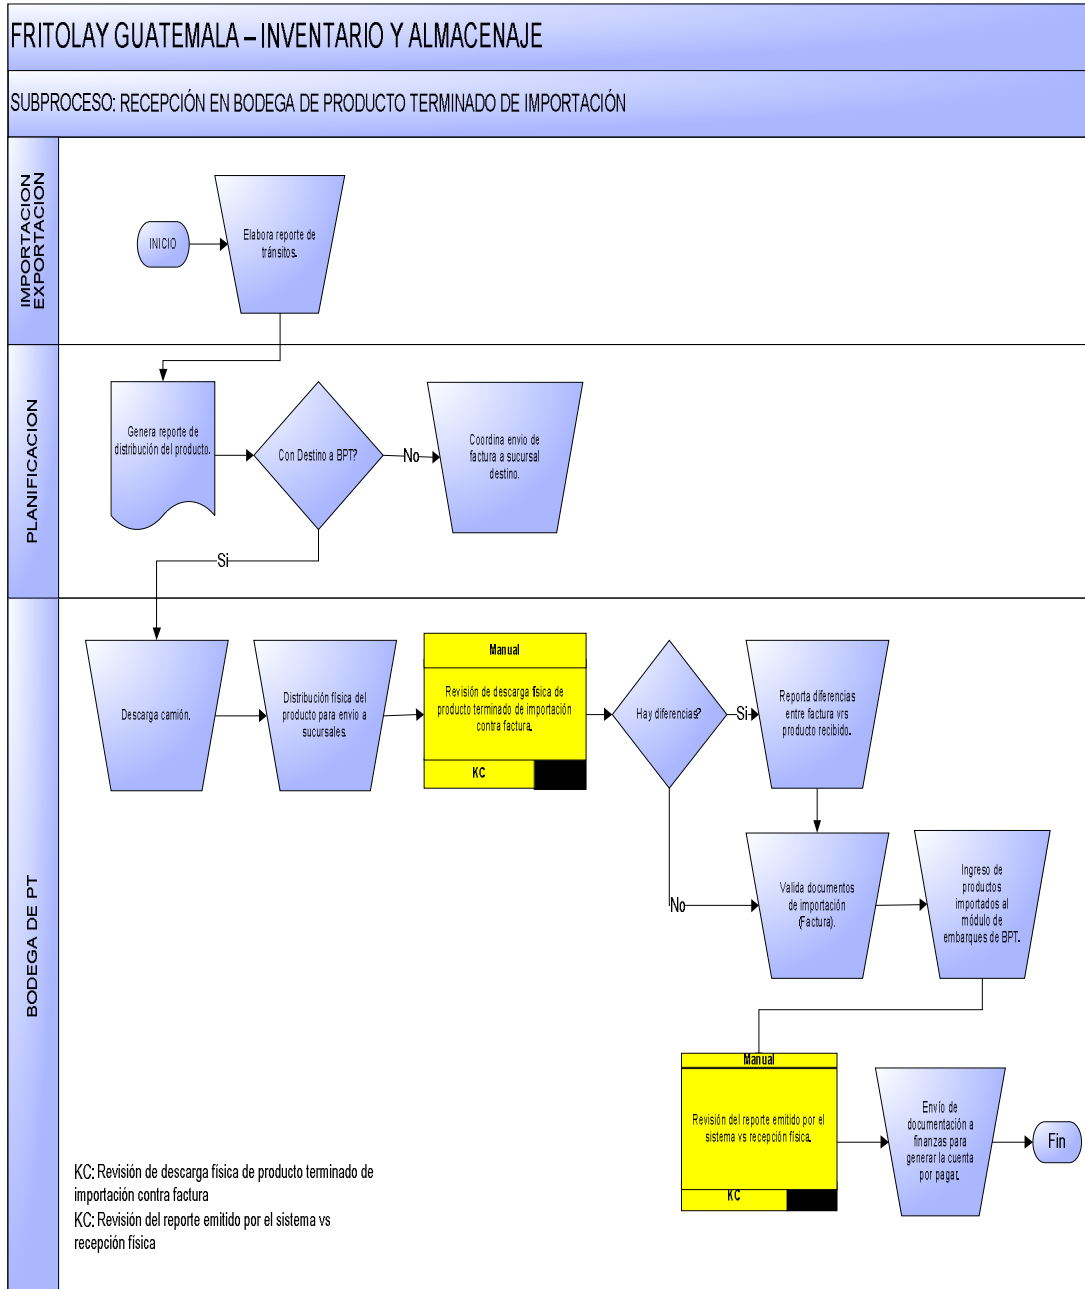 FRITOLAY GUATEMALA – INVENTARIO Y ALMACENAJE
SUBPROCESO: RECEPCIÓN EN BODEGA DE PRODUCTO TERMINADO DE IMPORTACIÓN
IMPORTACION
EXPORTACION
INICIO
Elabora reporte de
tránsitos.
PLANIFICACION
Genera reporte de
distribución del producto.
Con Destino a BPT?
No
Coordina envio de
factura a sucursal
destino.
Si
BODEGA DE PT
Descarga camión.
Distribución física del
producto para envio a
sucursales.
Manual
Revisión de descarga física de
producto terminado de importación
contra factura.
KC
Hay diferencias?
Si
Reporta diferencias
entre factura vrs
producto recibido.
No
Valida documentos
de importación
(Factura).
Ingreso de
productos
importados al
módulo de
embarques de BPT.
Manual
Revisión del reporte emitido por el
sistema vs recepción física.
KC
Envío de
documentación a
finanzas para
generar la cuenta
por pagar.
Fin
KC: Revisión de descarga física de producto terminado de
importación contra factura
KC: Revisión del reporte emitido por el sistema vs
recepción física